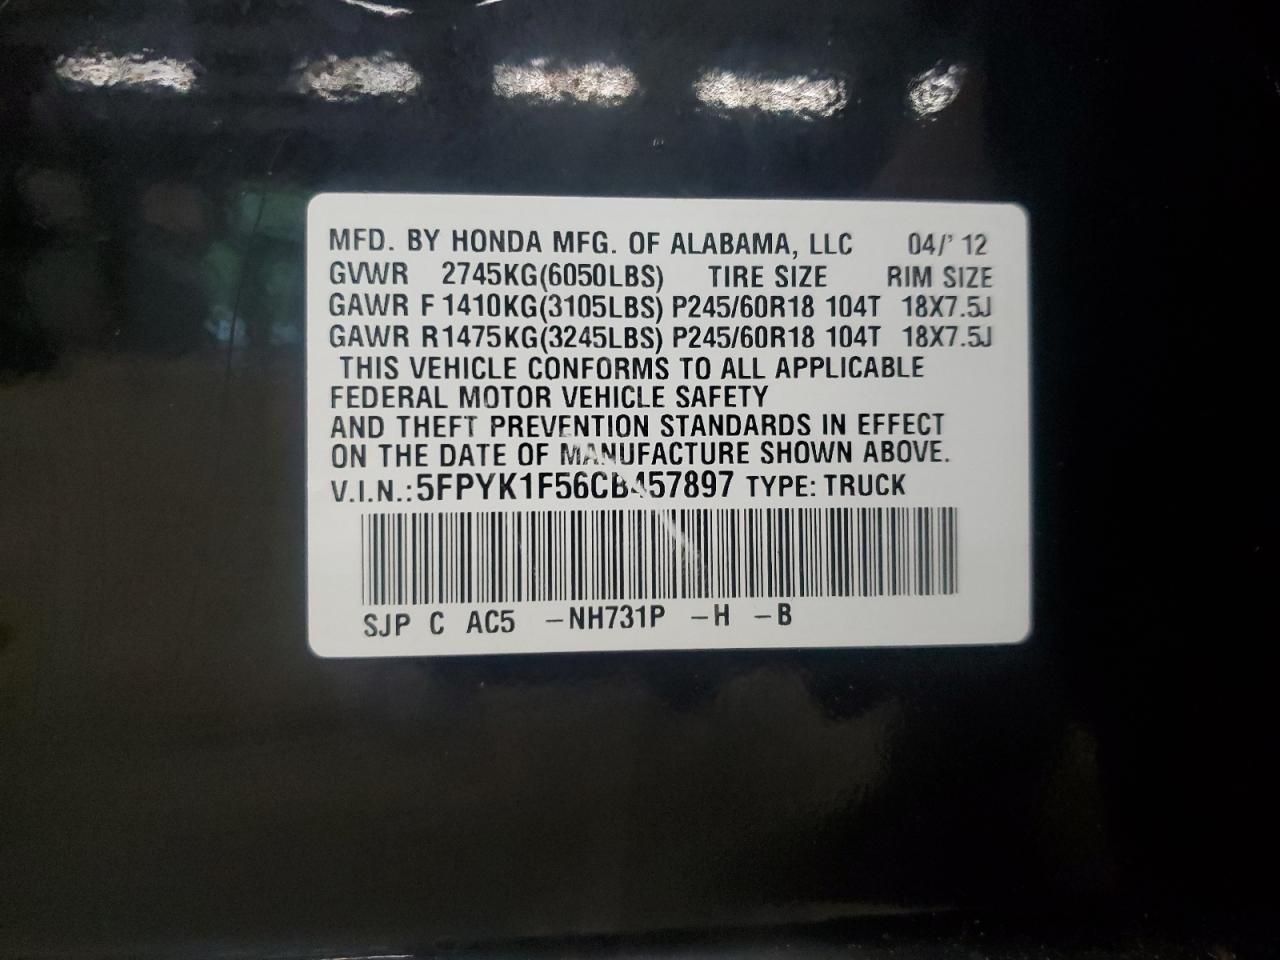 MFD. BY HONDA MFG. OF ALABAMA, LLC 04/' 12
GVWR 2745KG(6050LBS) TIRE SIZE RIM SIZE
GAWR F 1410KG(3105LBS) P245/60R18 104T 18X7.5J
GAWR R1475KG(3245LBS) P245/60R18 104T 18X7.5J
THIS VEHICLE CONFORMS TO ALL APPLICABLE
FEDERAL MOTOR VEHICLE SAFETY
AND THEFT PREVENTION STANDARDS IN EFFECT
ON THE DATE OF MANUFACTURE SHOWN ABOVE.
V.I.N.:5FPYK1F56CB457897 TYPE: TRUCK
SJP C AC5 -NH731P -H -B